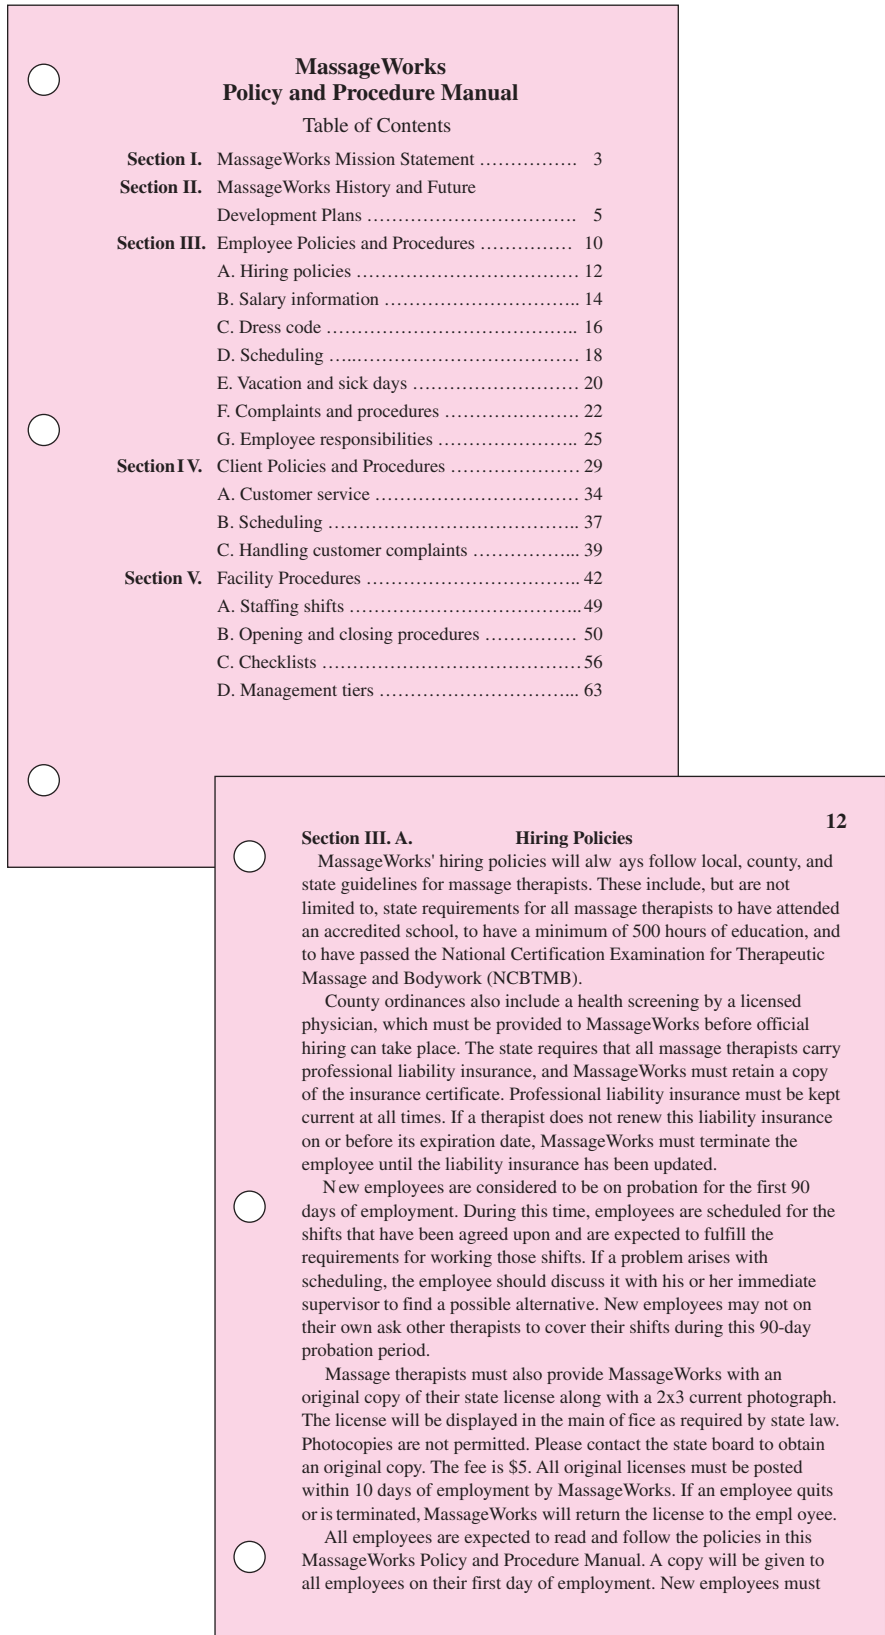 MassageWorks
Policy and Procedure Manual
Table of Contents
Section I. MassageWorks Mission Statement ................ 3
Section II. MassageWorks History and Future
Development Plans .................................. 5
Section III. Employee Policies and Procedures ............... 10
A. Hiring policies .................................... 12
B. Salary information ................................ 14
C. Dress code ......................................... 16
D. Scheduling ......................................... 18
E. Vacation and sick days ........................... 20
F. Complaints and procedures ...................... 22
G. Employee responsibilities ....................... 25
Section IV. Client Policies and Procedures ..................... 29
A. Customer service ................................. 34
B. Scheduling ......................................... 37
C. Handling customer complaints .................. 39
Section V. Facility Procedures ................................... 42
A. Staffing shifts ...................................... 49
B. Opening and closing procedures ............... 50
C. Checklists .......................................... 56
D. Management tiers ................................. 63
12
Section III. A. Hiring Policies
MassageWorks' hiring policies will alw ays follow local, county, and
state guidelines for massage therapists. These include, but are not
limited to, state requirements for all massage therapists to have attended
an accredited school, to have a minimum of 500 hours of education, and
to have passed the National Certification Examination for Therapeutic
Massage and Bodywork (NCBTMB).
County ordinances also include a health screening by a licensed
physician, which must be provided to MassageWorks before official
hiring can take place. The state requires that all massage therapists carry
professional liability insurance, and MassageWorks must retain a copy
of the insurance certificate. Professional liability insurance must be kept
current at all times. If a therapist does not renew this liability insurance
on or before its expiration date, MassageWorks must terminate the
employee until the liability insurance has been updated.
New employees are considered to be on probation for the first 90
days of employment. During this time, employees are scheduled for the
shifts that have been agreed upon and are expected to fulfill the
requirements for working those shifts. If a problem arises with
scheduling, the employee should discuss it with his or her immediate
supervisor to find a possible alternative. New employees may not on
their own ask other therapists to cover their shifts during this 90-day
probation period.
Massage therapists must also provide MassageWorks with an
original copy of their state license along with a 2x3 current photograph.
The license will be displayed in the main of fice as required by state law.
Photocopies are not permitted. Please contact the state board to obtain
an original copy. The fee is $5. All original licenses must be posted
within 10 days of employment by MassageWorks. If an employee quits
or is terminated, MassageWorks will return the license to the empl oyee.
All employees are expected to read and follow the policies in this
MassageWorks Policy and Procedure Manual. A copy will be given to
all employees on their first day of employment. New employees must